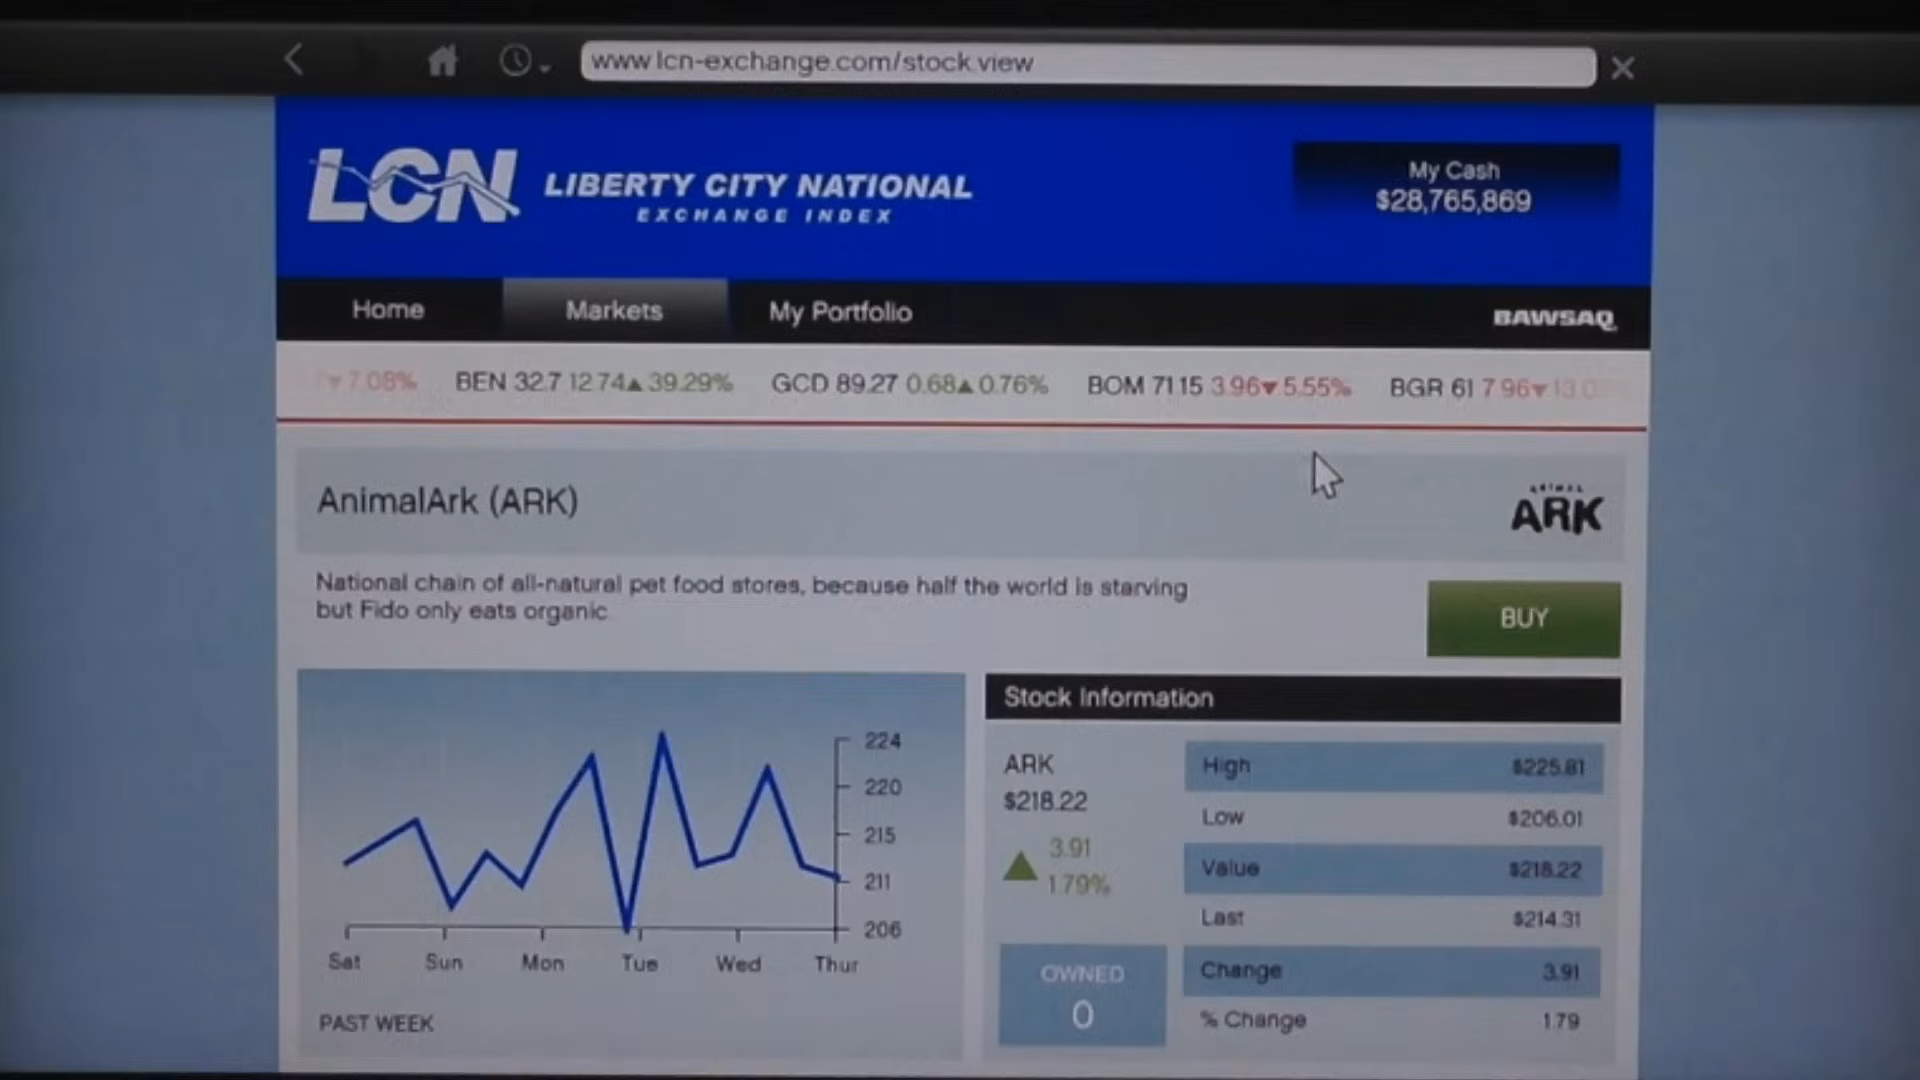 www.lcn-exchange.com/stock.view
LCN LIBERTY CITY NATIONAL
EXCHANGE INDEX
My Cash
$28,765,869
Home Markets My Portfolio BAWSAQ
7.08% BEN 32.7 12.74▲39.29% GCD 89.27 0.68▲0.76% BOM 71.15 3.96▼5.55% BGR 61 7.96▼
AnimalArk (ARK)
ANIMAL
ARK
National chain of all-natural pet food stores, because half the world is starving
but Fido only eats organic.
BUY
224
220
215
211
206
Sat Sun Mon Tue Wed Thur
PAST WEEK
Stock Information
ARK
$218.22
3.91
1.79%
OWNED
0
High $225.81
Low $206.01
Value $218.22
Last $214.31
Change 3.91
% Change 1.79